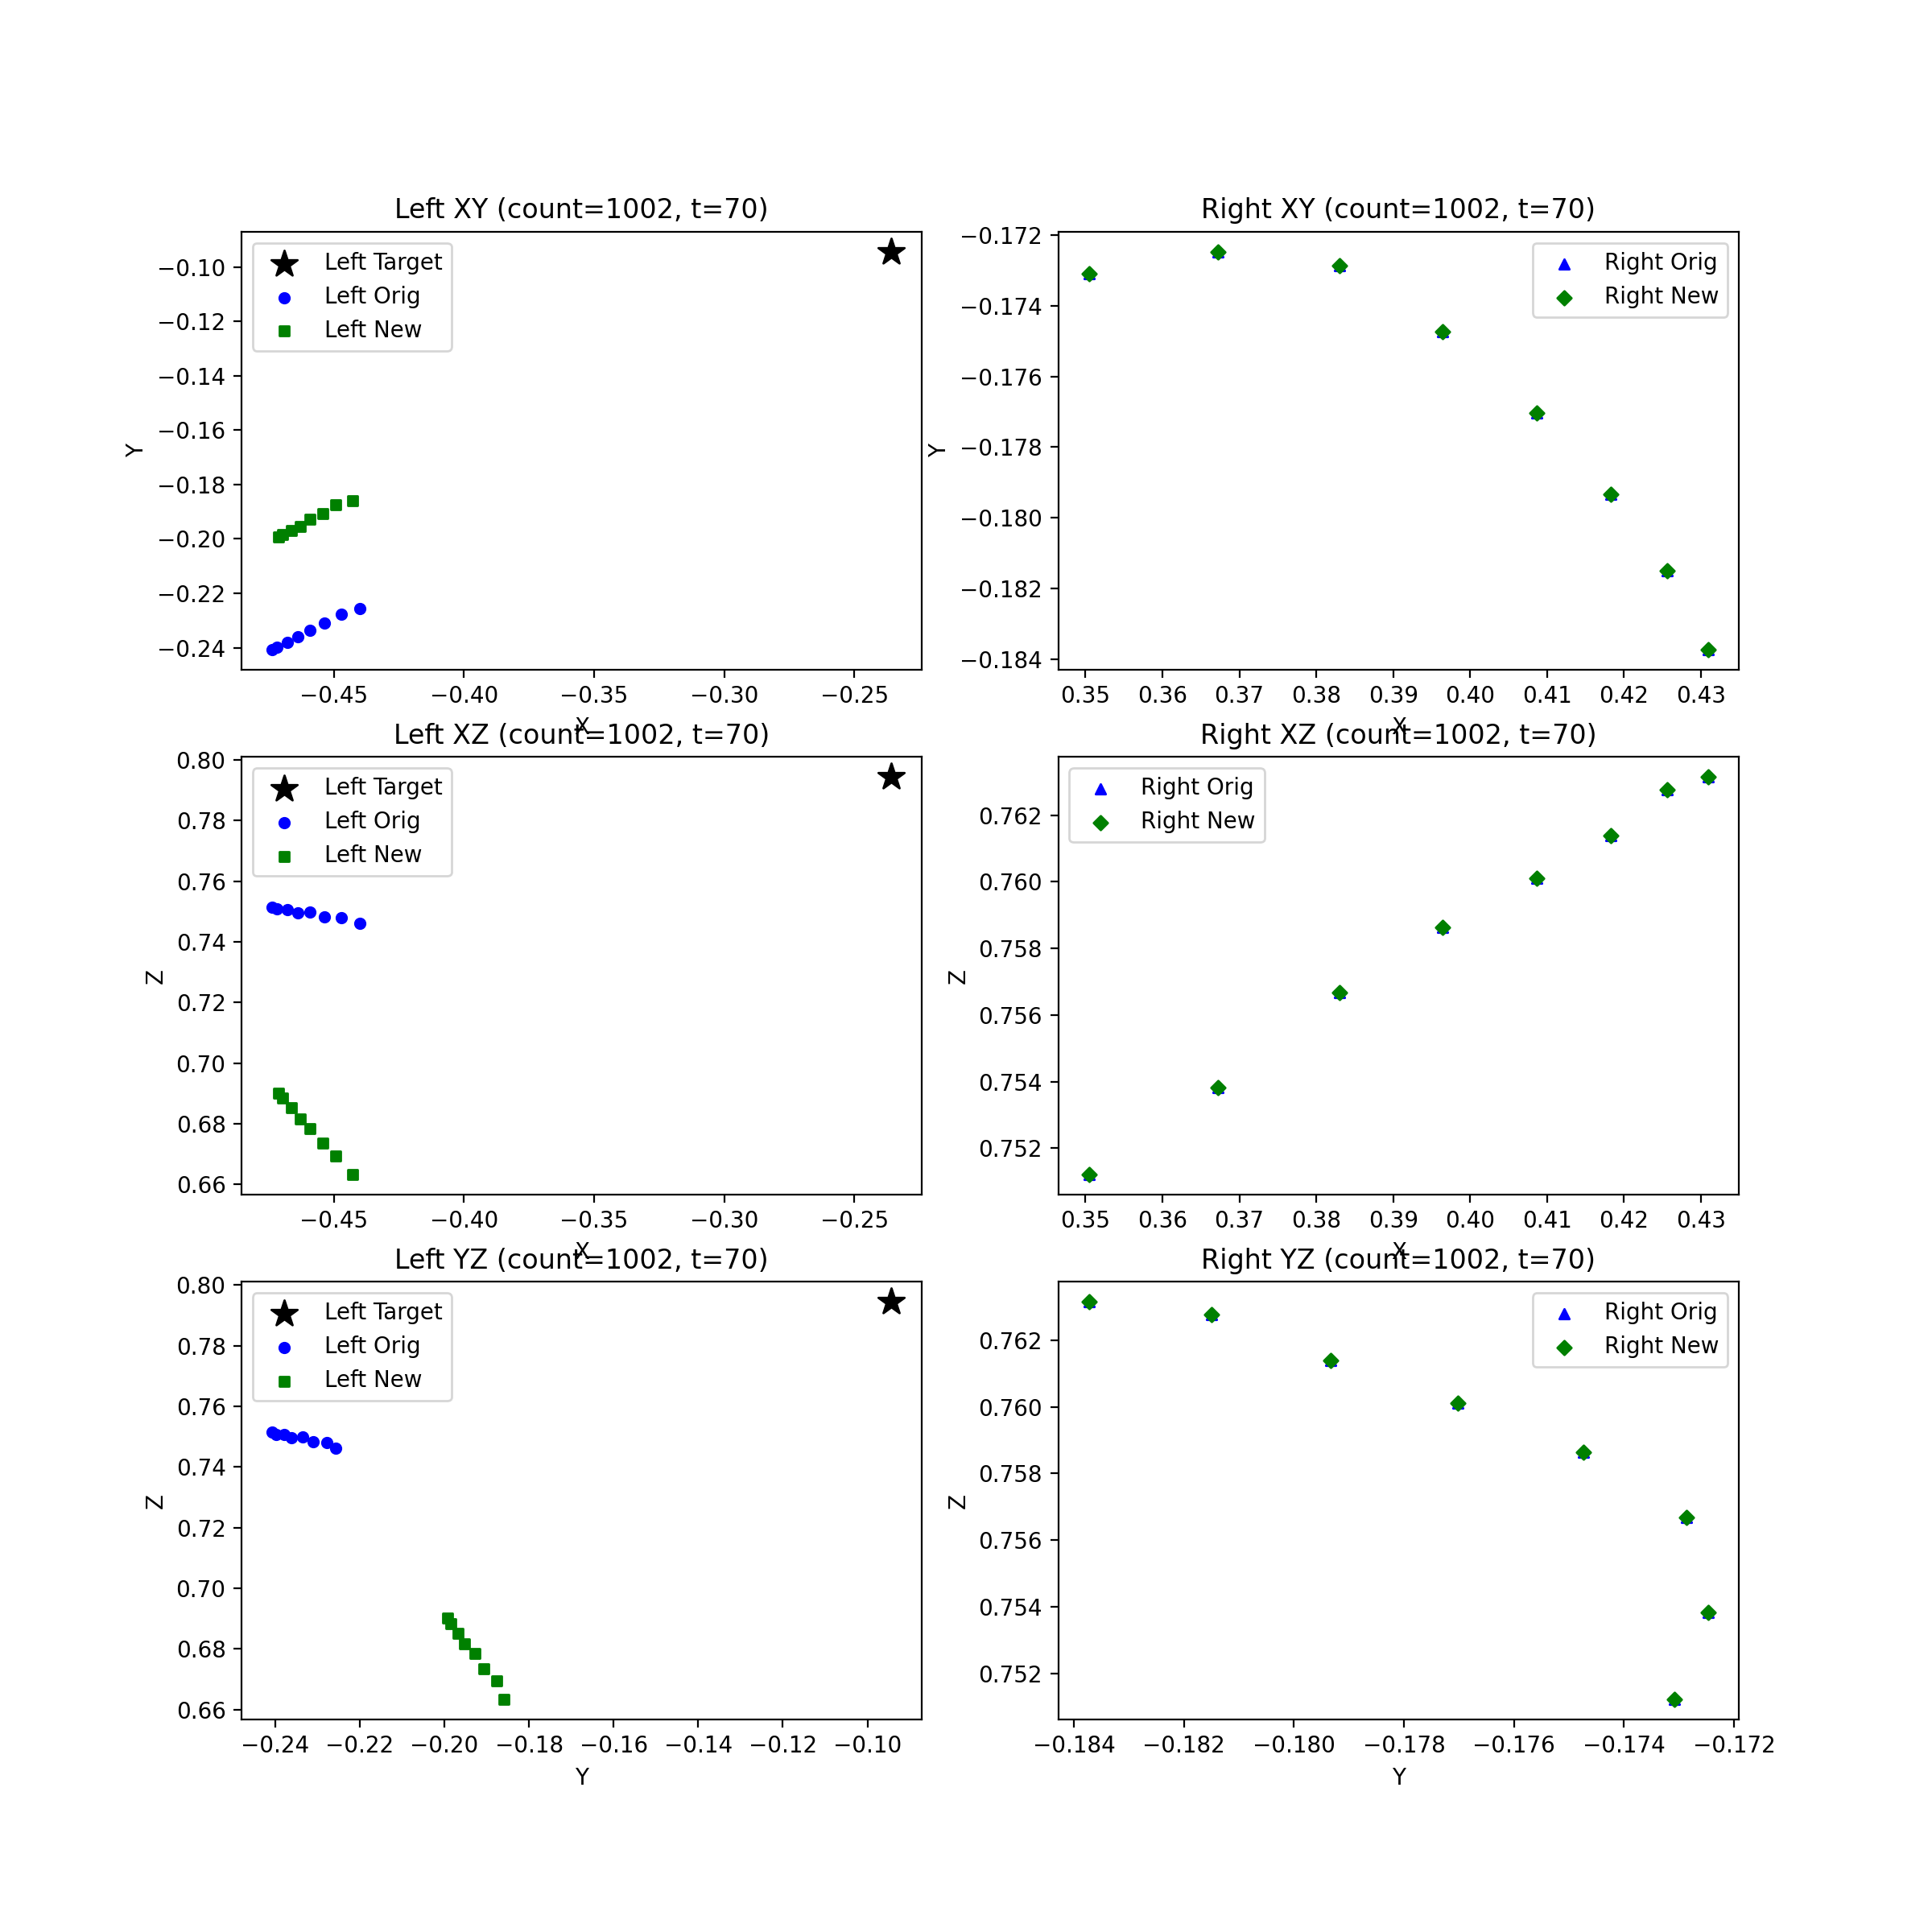 Left XY (count=1002, t=70)
Left Target
Left Orig
Left New
−0.10
−0.12
−0.14
−0.16
−0.18
−0.20
−0.22
−0.24
Y
−0.45
−0.40
−0.35
−0.30
−0.25
X
Right XY (count=1002, t=70)
Right Orig
Right New
−0.172
−0.174
−0.176
−0.178
−0.180
−0.182
−0.184
Y
0.35
0.36
0.37
0.38
0.39
0.40
0.41
0.42
0.43
X
Left XZ (count=1002, t=70)
Left Target
Left Orig
Left New
0.80
0.78
0.76
0.74
0.72
0.70
0.68
0.66
Z
−0.45
−0.40
−0.35
−0.30
−0.25
X
Right XZ (count=1002, t=70)
Right Orig
Right New
0.762
0.760
0.758
0.756
0.754
0.752
Z
0.35
0.36
0.37
0.38
0.39
0.40
0.41
0.42
0.43
X
Left YZ (count=1002, t=70)
Left Target
Left Orig
Left New
0.80
0.78
0.76
0.74
0.72
0.70
0.68
0.66
Z
−0.24
−0.22
−0.20
−0.18
−0.16
−0.14
−0.12
−0.10
Y
Right YZ (count=1002, t=70)
Right Orig
Right New
0.762
0.760
0.758
0.756
0.754
0.752
Z
−0.184
−0.182
−0.180
−0.178
−0.176
−0.174
−0.172
Y